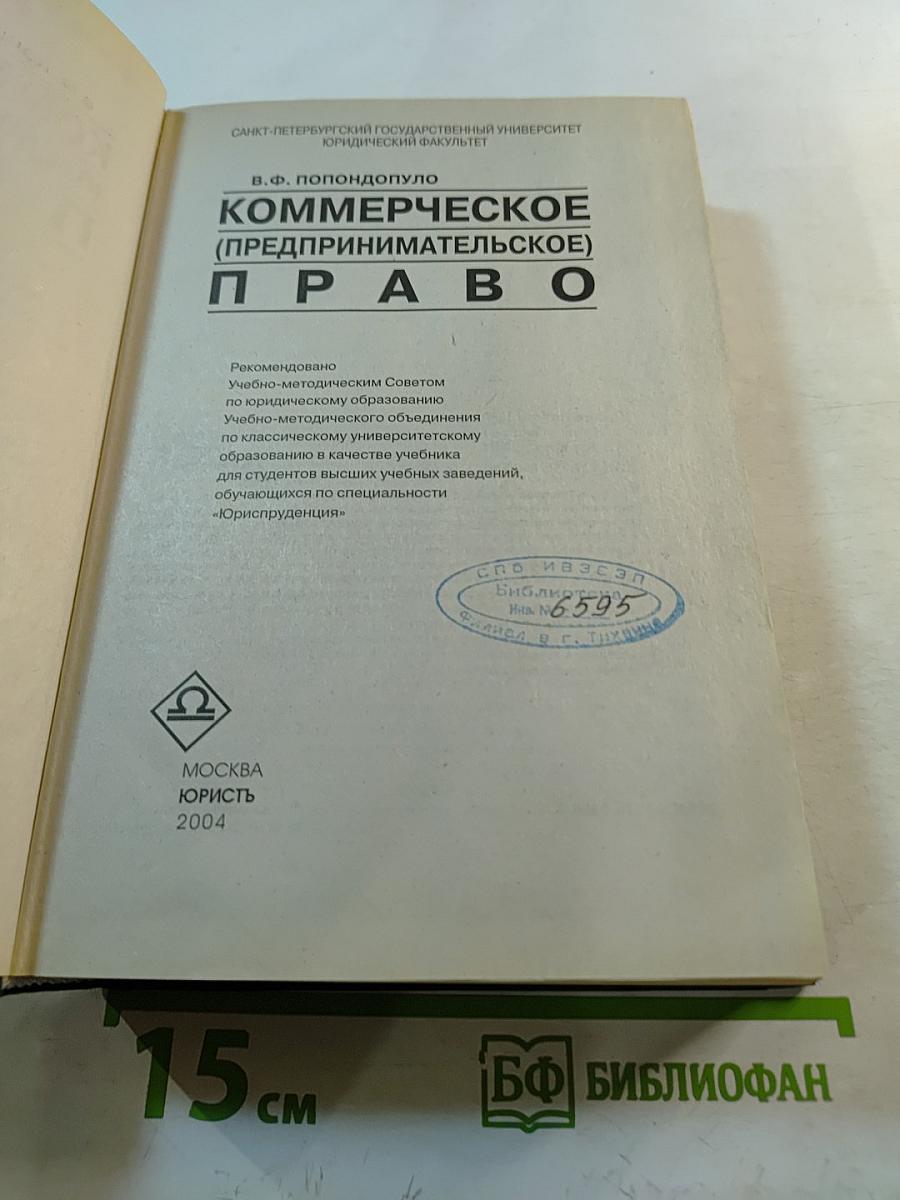 САНКТ-ПЕТЕРБУРГСКИЙ ГОСУДАРСТВЕННЫЙ УНИВЕРСИТЕТ
ЮРИДИЧЕСКИЙ ФАКУЛЬТЕТ
В.Ф. ПОПОНДОПУЛО
КОММЕРЧЕСКОЕ
(ПРЕДПРИНИМАТЕЛЬСКОЕ)
ПРАВО
Рекомендовано
Учебно-методическим Советом
по юридическому образованию
Учебно-методического объединения
по классическому университетскому
образованию в качестве учебника
для студентов высших учебных заведений,
обучающихся по специальности
«Юриспруденция»
СПБ ИВЭСЭП
Библиотека
Инв. № 6595
Филиал в г. Тихвине
МОСКВА
ЮРИСТЪ
2004
15 см
БФ БИБЛИОФАН